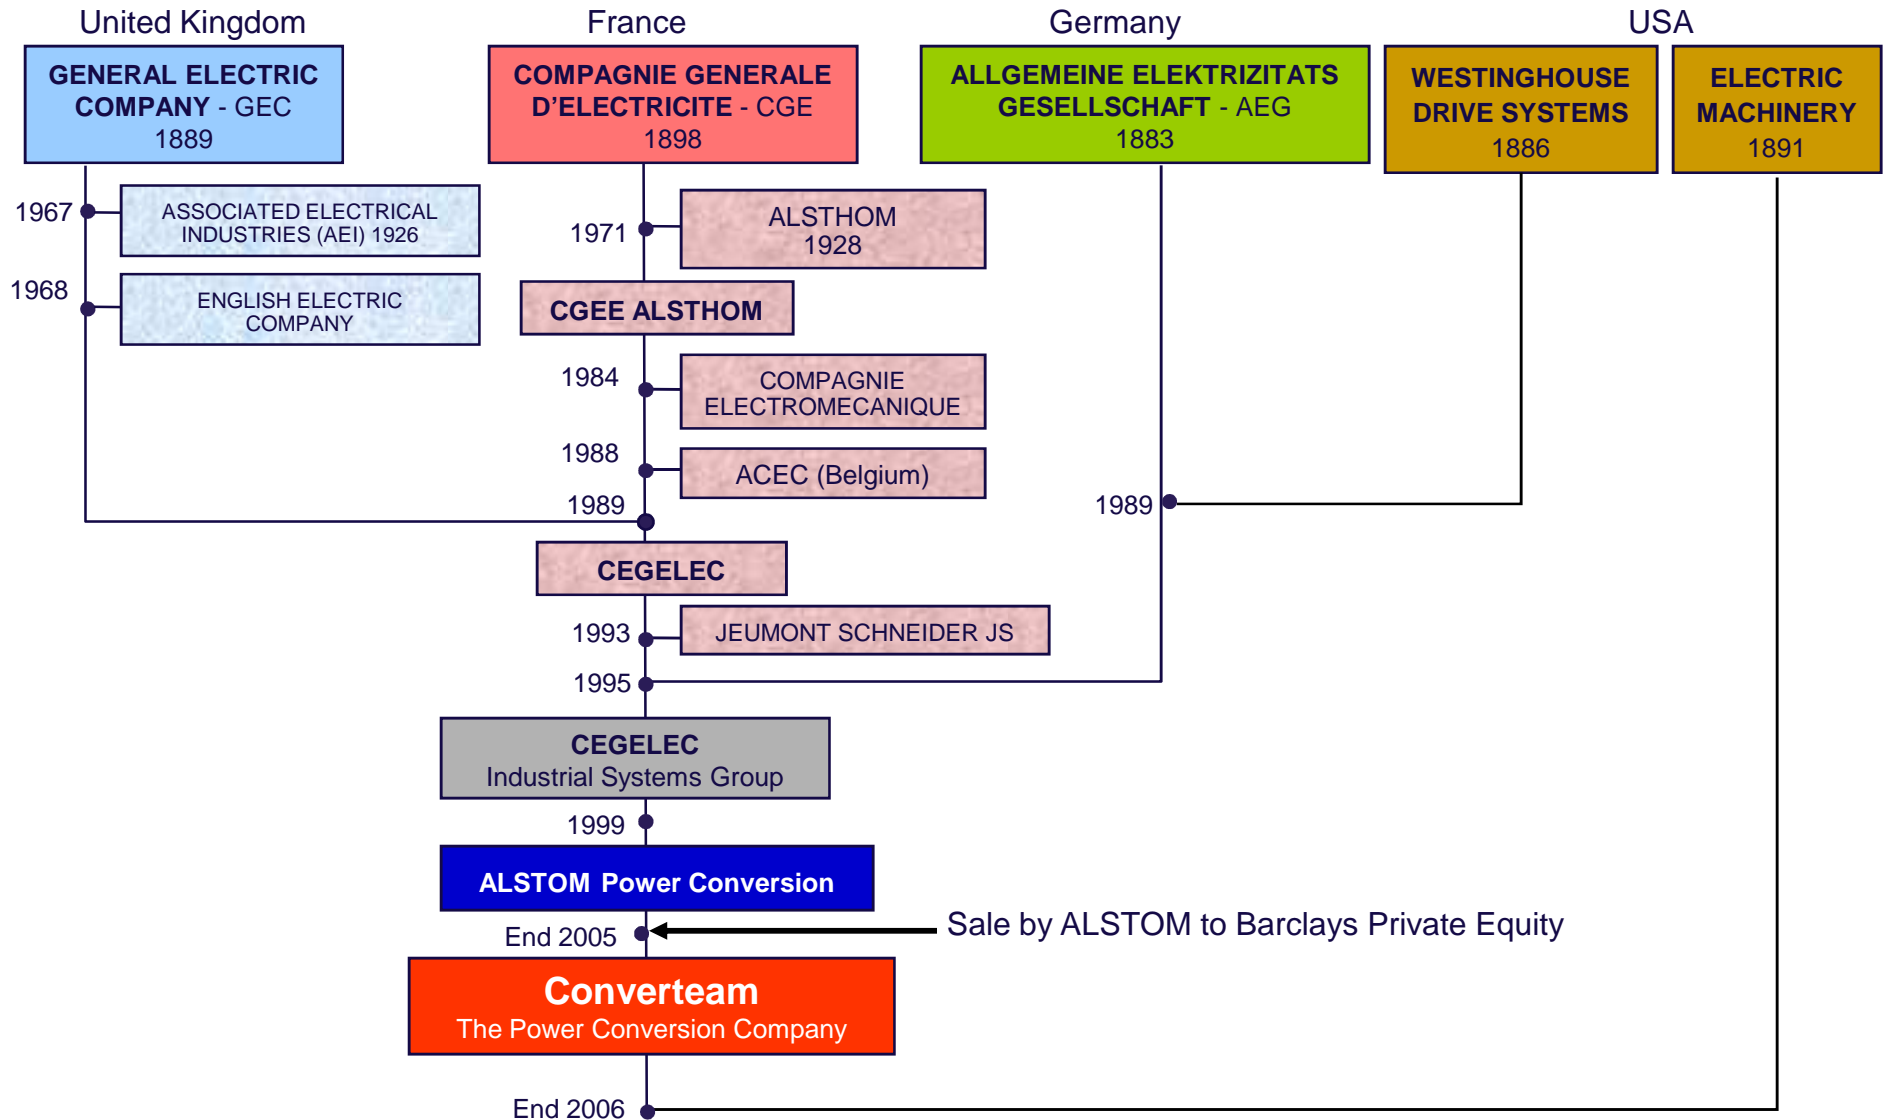 United Kingdom
France
Germany
USA
GENERAL ELECTRIC
COMPANY - GEC
1889
COMPAGNIE GENERALE
D'ELECTRICITE - CGE
1898
ALLGEMEINE ELEKTRIZITATS
GESELLSCHAFT - AEG
1883
WESTINGHOUSE
DRIVE SYSTEMS
1886
ELECTRIC
MACHINERY
1891
1967
ASSOCIATED ELECTRICAL
INDUSTRIES (AEI) 1926
1971
ALSTHOM
1928
1968
ENGLISH ELECTRIC
COMPANY
CGEE ALSTHOM
1984
COMPAGNIE
ELECTROMECANIQUE
1988
ACEC (Belgium)
1989
1989
CEGELEC
1993
JEUMONT SCHNEIDER JS
1995
CEGELEC
Industrial Systems Group
1999
ALSTOM Power Conversion
End 2005
Sale by ALSTOM to Barclays Private Equity
Converteam
The Power Conversion Company
End 2006